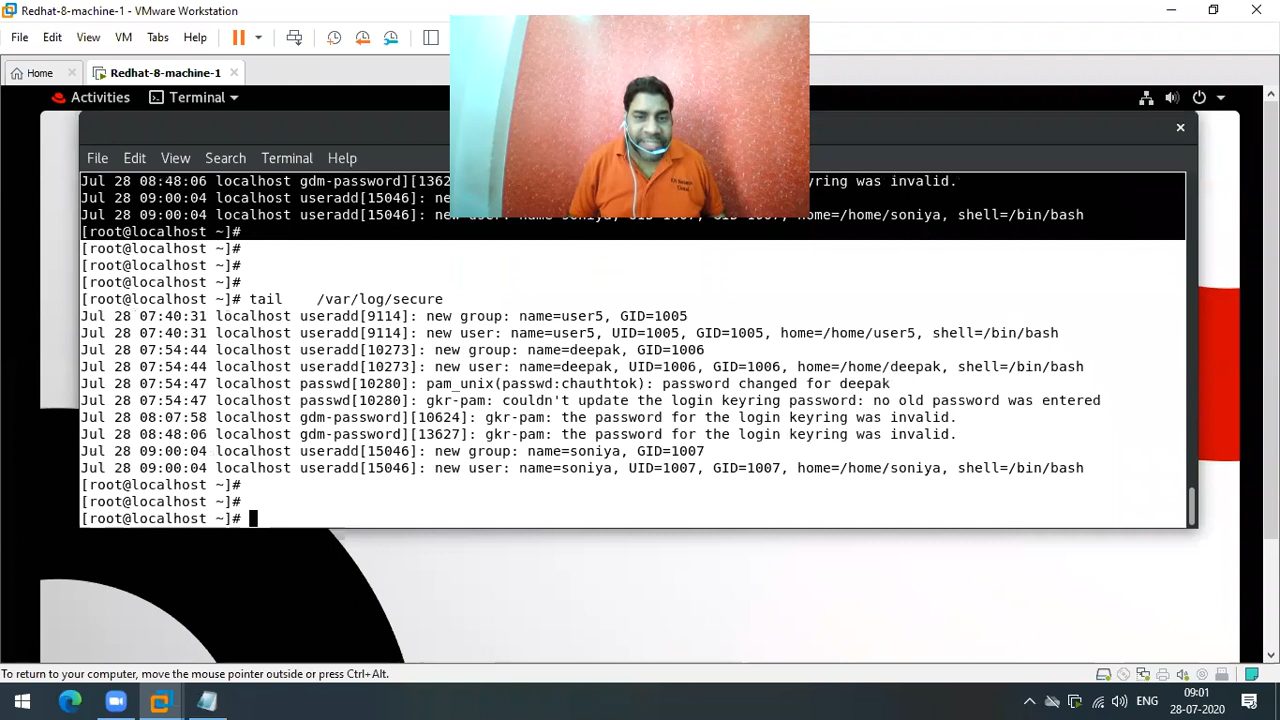 Redhat-8-machine-1 - VMware Workstation
File Edit View VM Tabs Help
Home Redhat-8-machine-1
Activities Terminal
File Edit View Search Terminal Help
Jul 28 08:48:06 localhost gdm-password][1362 yring was invalid.
Jul 28 09:00:04 localhost useradd[15046]: n
Jul 28 09:00:04 localhost useradd[15046]: new user: name=soniya, UID=1007, GID=1007, home=/home/soniya, shell=/bin/bash
[root@localhost ~]#
[root@localhost ~]#
[root@localhost ~]#
[root@localhost ~]#
[root@localhost ~]# tail    /var/log/secure
Jul 28 07:40:31 localhost useradd[9114]: new group: name=user5, GID=1005
Jul 28 07:40:31 localhost useradd[9114]: new user: name=user5, UID=1005, GID=1005, home=/home/user5, shell=/bin/bash
Jul 28 07:54:44 localhost useradd[10273]: new group: name=deepak, GID=1006
Jul 28 07:54:44 localhost useradd[10273]: new user: name=deepak, UID=1006, GID=1006, home=/home/deepak, shell=/bin/bash
Jul 28 07:54:47 localhost passwd[10280]: pam_unix(passwd:chauthtok): password changed for deepak
Jul 28 07:54:47 localhost passwd[10280]: gkr-pam: couldn't update the login keyring password: no old password was entered
Jul 28 08:07:58 localhost gdm-password][10624]: gkr-pam: the password for the login keyring was invalid.
Jul 28 08:48:06 localhost gdm-password][13627]: gkr-pam: the password for the login keyring was invalid.
Jul 28 09:00:04 localhost useradd[15046]: new group: name=soniya, GID=1007
Jul 28 09:00:04 localhost useradd[15046]: new user: name=soniya, UID=1007, GID=1007, home=/home/soniya, shell=/bin/bash
[root@localhost ~]#
[root@localhost ~]#
[root@localhost ~]#
To return to your computer, move the mouse pointer outside or press Ctrl+Alt.
ENG 09:01
28-07-2020